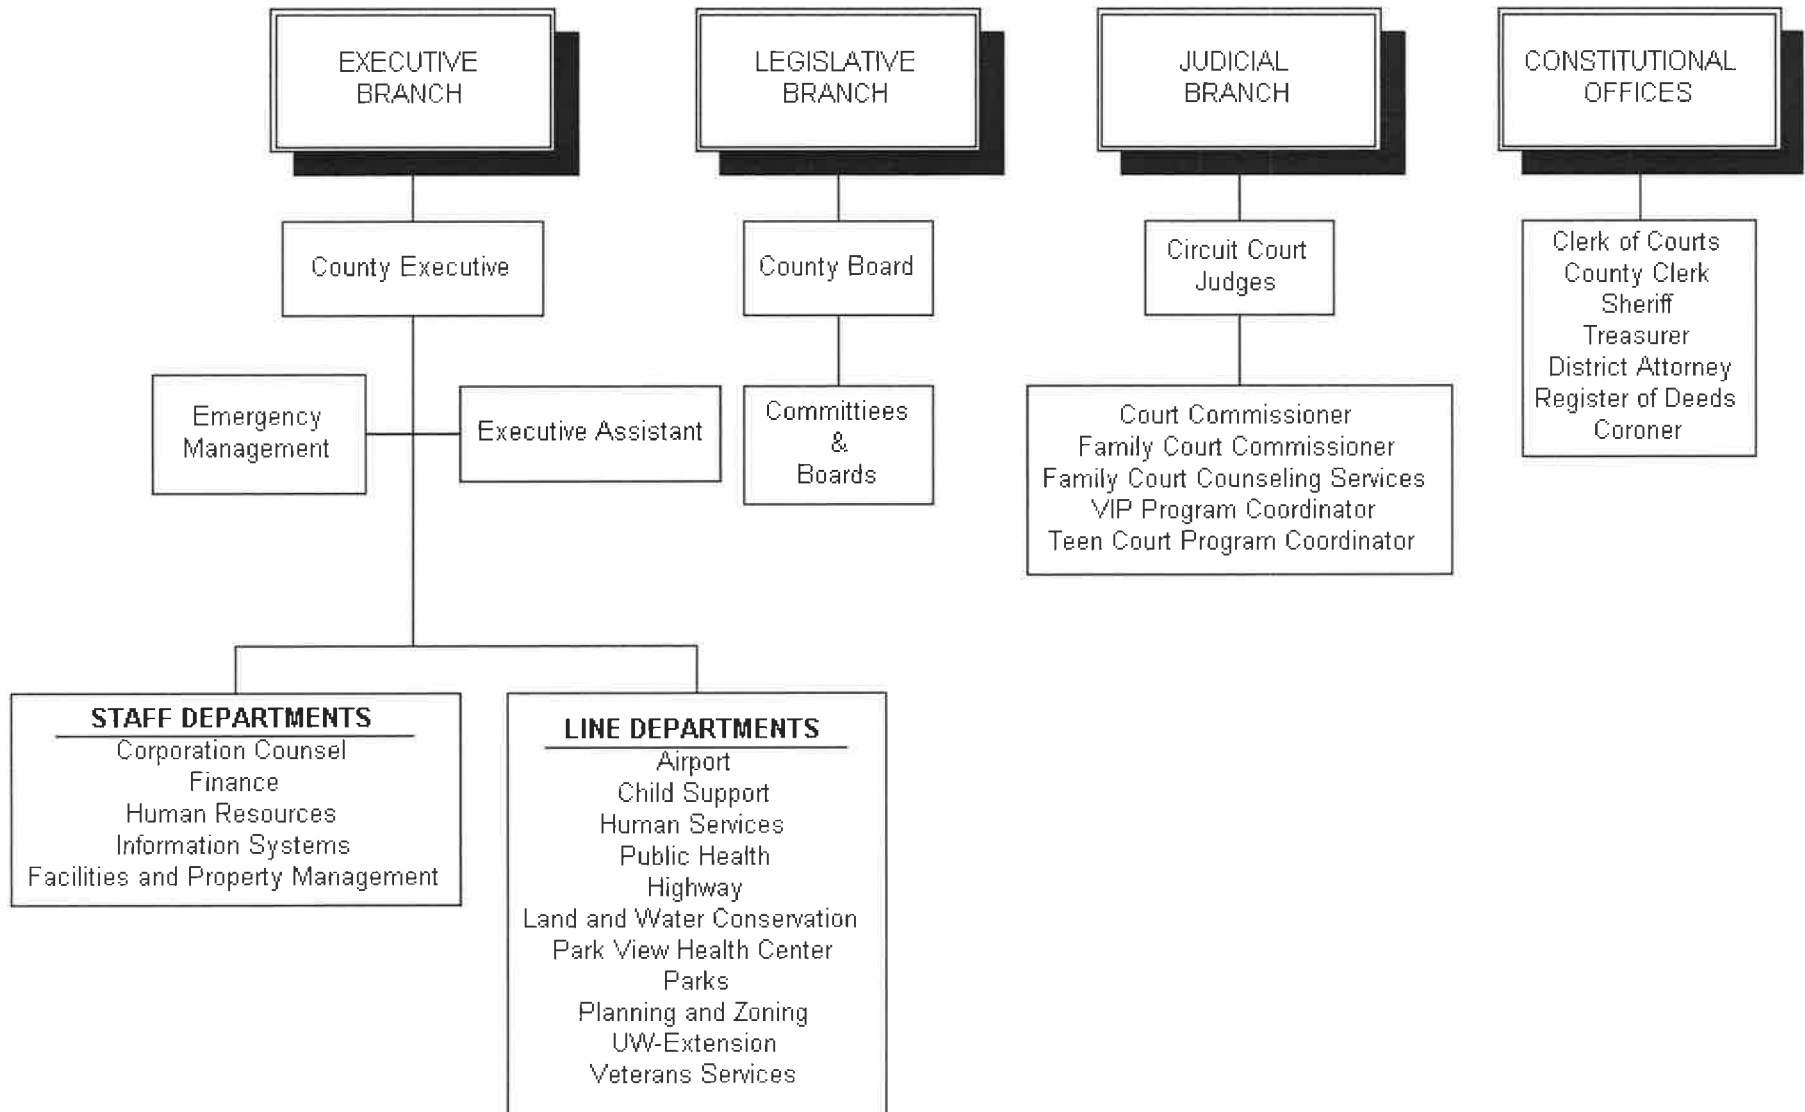 EXECUTIVE
BRANCH
LEGISLATIVE
BRANCH
JUDICIAL
BRANCH
CONSTITUTIONAL
OFFICES
County Executive
County Board
Circuit Court
Judges
Clerk of Courts
County Clerk
Sheriff
Treasurer
District Attorney
Register of Deeds
Coroner
Emergency
Management
Executive Assistant
Committiees
&
Boards
Court Commissioner
Family Court Commissioner
Family Court Counseling Services
VIP Program Coordinator
Teen Court Program Coordinator
STAFF DEPARTMENTS
Corporation Counsel
Finance
Human Resources
Information Systems
Facilities and Property Management
LINE DEPARTMENTS
Airport
Child Support
Human Services
Public Health
Highway
Land and Water Conservation
Park View Health Center
Parks
Planning and Zoning
UW-Extension
Veterans Services